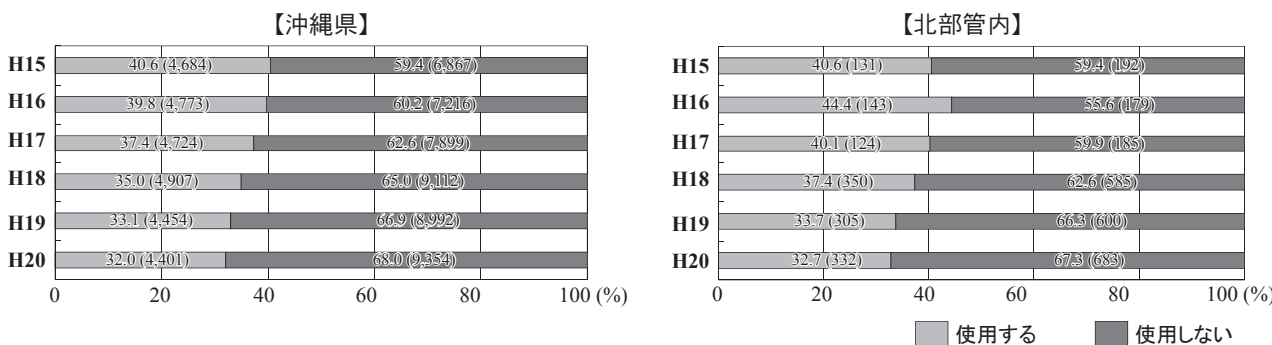 【沖縄県】
H15 40.6 (4,684) 59.4 (6,867)
H16 39.8 (4,773) 60.2 (7,216)
H17 37.4 (4,724) 62.6 (7,899)
H18 35.0 (4,907) 65.0 (9,112)
H19 33.1 (4,454) 66.9 (8,992)
H20 32.0 (4,401) 68.0 (9,354)
0 20 40 60 80 100 (%)
【北部管内】
H15 40.6 (131) 59.4 (192)
H16 44.4 (143) 55.6 (179)
H17 40.1 (124) 59.9 (185)
H18 37.4 (350) 62.6 (585)
H19 33.7 (305) 66.3 (600)
H20 32.7 (332) 67.3 (683)
0 20 40 60 80 100 (%)
使用する 使用しない